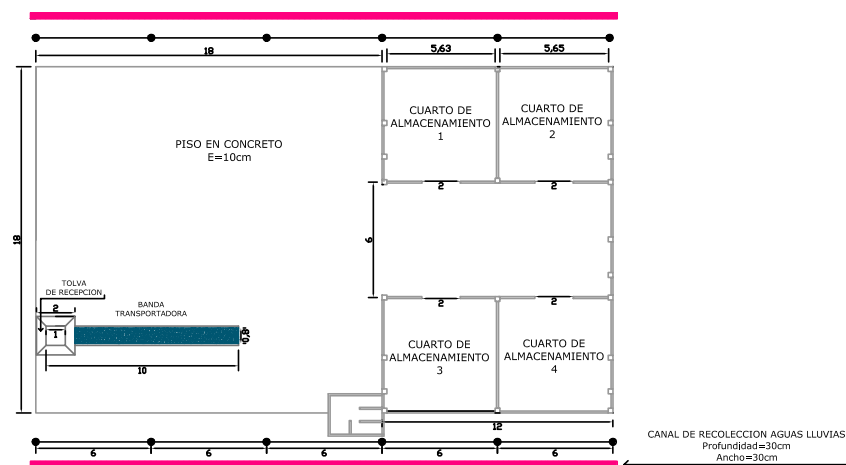 18
5,63
5,65
CUARTO DE
ALMACENAMIENTO
1
CUARTO DE
ALMACENAMIENTO
2
PISO EN CONCRETO
E=10cm
2
2
18
6
TOLVA
DE RECEPCION
BANDA
TRANSPORTADORA
2
2
2
1
0,8
CUARTO DE
ALMACENAMIENTO
3
CUARTO DE
ALMACENAMIENTO
4
10
12
6
6
6
6
6
CANAL DE RECOLECCION AGUAS LLUVIAS
Profundidad=30cm
Ancho=30cm